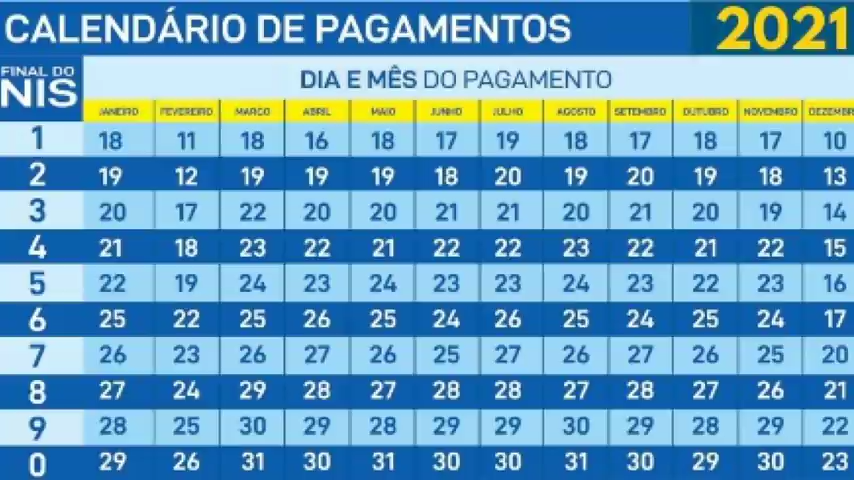 CALENDÁRIO DE PAGAMENTOS 2021
FINAL DO NIS
DIA E MÊS DO PAGAMENTO
JANEIRO FEVEREIRO MARÇO ABRIL MAIO JUNHO JULHO AGOSTO SETEMBRO OUTUBRO NOVEMBRO DEZEMBR
1 18 11 18 16 18 17 19 18 17 18 17 10
2 19 12 19 19 19 18 20 19 20 19 18 13
3 20 17 22 20 20 21 21 20 21 20 19 14
4 21 18 23 22 21 22 22 23 22 21 22 15
5 22 19 24 23 24 23 23 24 23 22 23 16
6 25 22 25 26 25 24 26 25 24 25 24 17
7 26 23 26 27 26 25 27 26 27 26 25 20
8 27 24 29 28 27 28 28 27 28 27 26 21
9 28 25 30 29 28 29 29 30 29 28 29 22
0 29 26 31 30 31 30 30 31 30 29 30 23